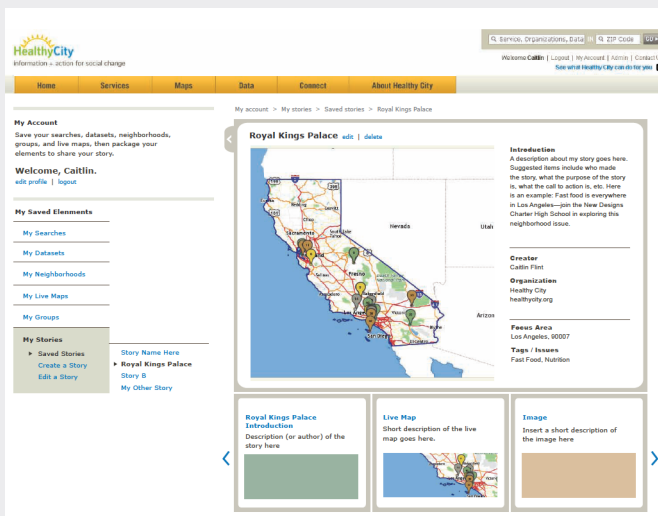 Service, Organizations, Data
in
ZIP Code
GO
HealthyCity
information + action for social change
Welcome Caitlin | Logout | My Account | Admin | Contact
See what Healthy City can do for you
Home
Services
Maps
Data
Connect
About Healthy City
My account > My stories > Saved stories > Royal Kings Palace
My Account
Save your searches, datasets, neighborhoods,
groups, and live maps, then package your
elements to share your story.
Welcome, Caitlin.
edit profile | logout
My Saved Elenments
My Searches
My Datasets
My Neighborhoods
My Live Maps
My Groups
My Stories
Saved Stories
Create a Story
Edit a Story
Story Name Here
Royal Kings Palace
Story B
My Other Story
Royal Kings Palace edit | delete
Nevada
Utah
Sacramento
Fresno
Arizon
San Diego
Introduction
A description about my story goes here.
Suggested items include who made
the story, what the purpose of the story
is, what the call to action is, etc. Here
is an example: Fast food is everywhere
in Los Angeles—join the New Designs
Charter High School in exploring this
neighborhood issue.
Creator
Caitlin Flint
Organization
Healthy City
healthycity.org
Focus Area
Los Angeles, 90007
Tags / Issues
Fast Food, Nutrition
Royal Kings Palace
Introduction
Description (or author) of the
story
Live Map
Short description of the live
map goes here.
Image
Insert a short description of
the image here